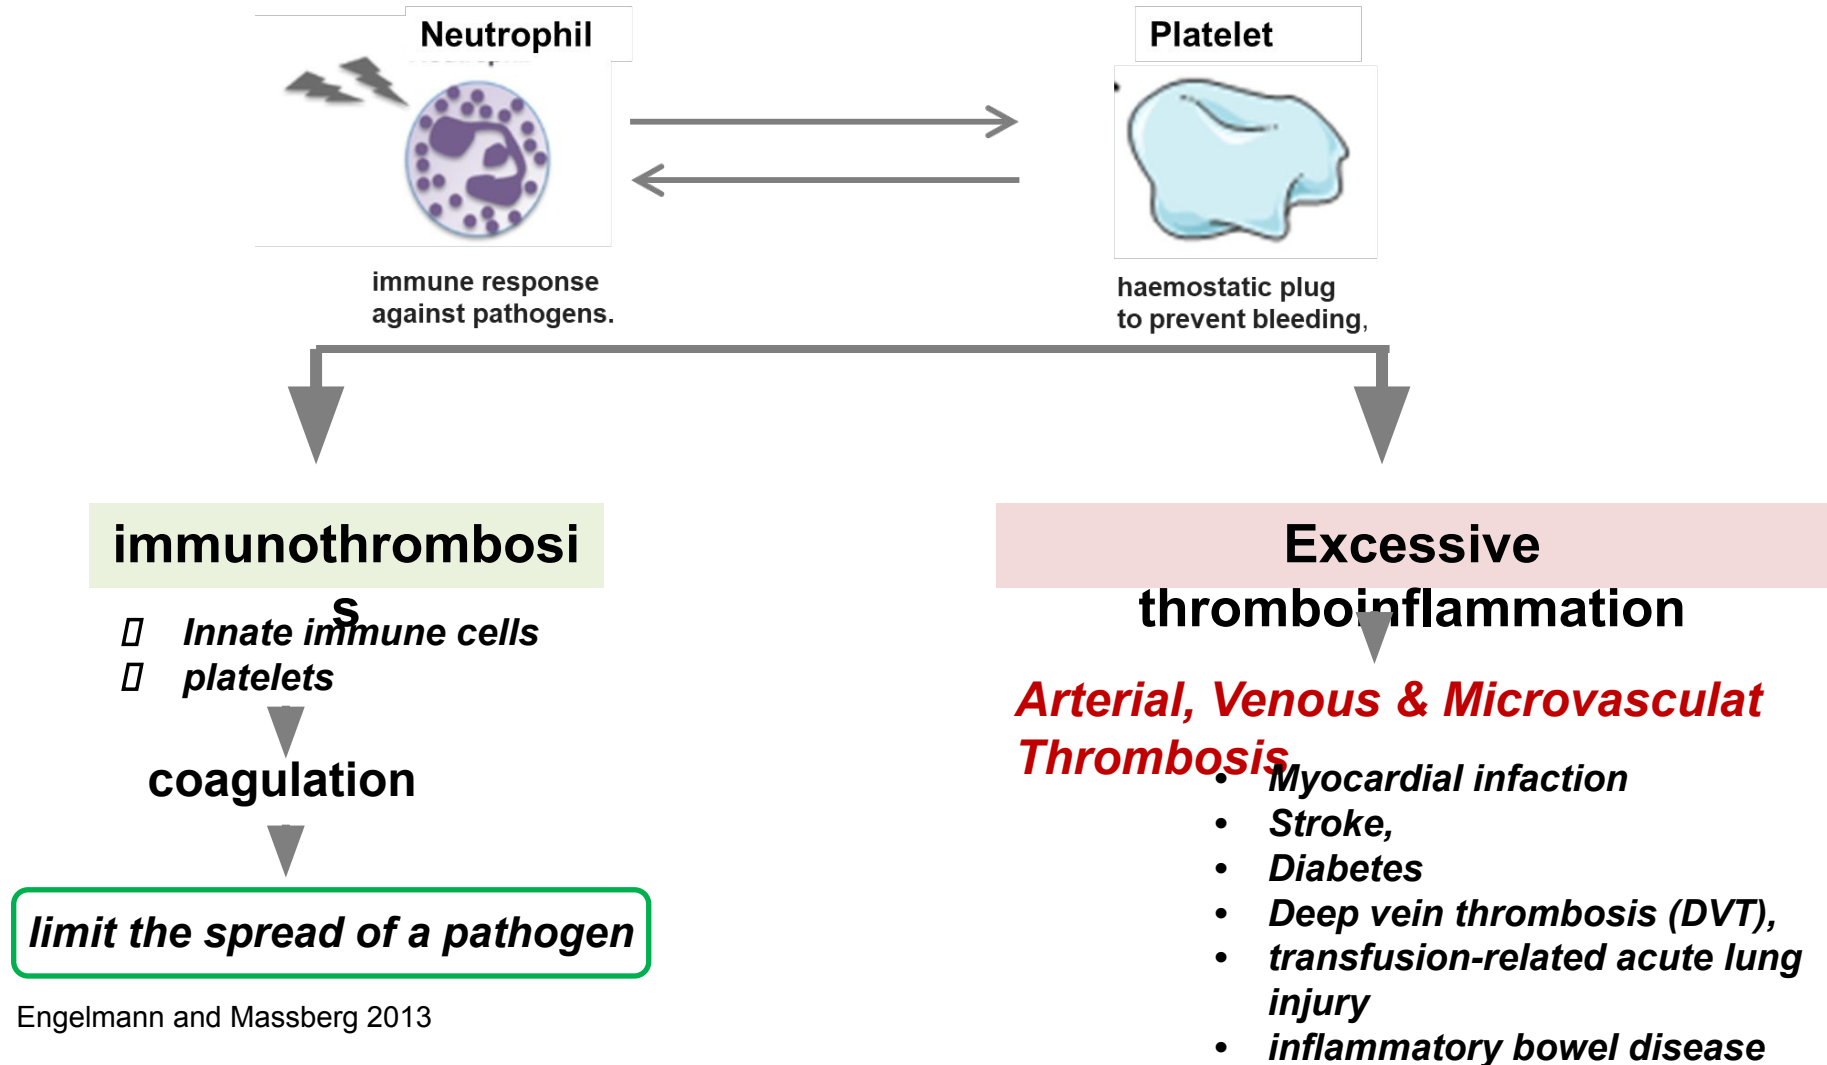 Neutrophil
Platelet
immune response
against pathogens.
haemostatic plug
to prevent bleeding,
immunothrombosi
s
Innate immune cells
platelets
coagulation
limit the spread of a pathogen
Engelmann and Massberg 2013
Excessive
thromboinflammation
Arterial, Venous & Microvasculat
Thrombosis
• Myocardial infaction
• Stroke,
• Diabetes
• Deep vein thrombosis (DVT),
• transfusion-related acute lung
injury
• inflammatory bowel disease